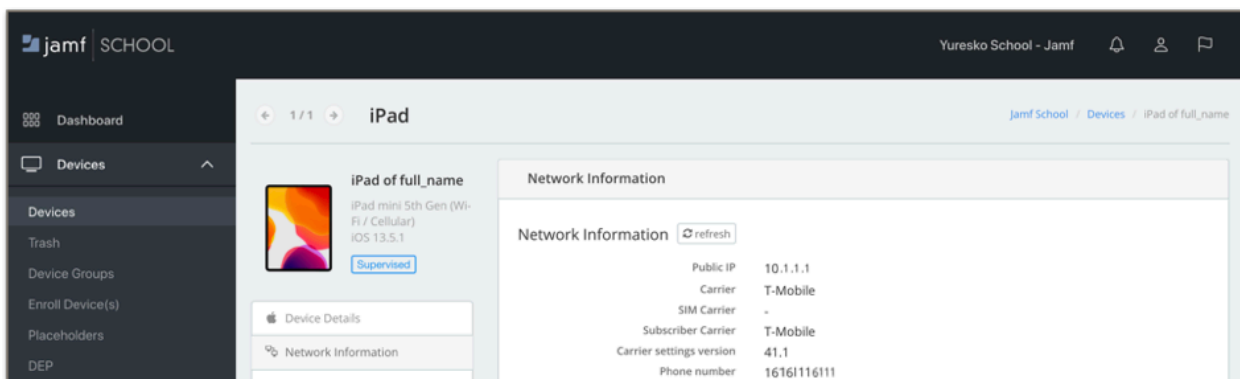 jamf SCHOOL
Yuresko School - Jamf
Dashboard
Devices
Devices
Trash
Device Groups
Enroll Device(s)
Placeholders
DEP
1/1
iPad
Jamf School / Devices / iPad of full_name
iPad of full_name
iPad mini 5th Gen (Wi-
Fi / Cellular)
iOS 13.5.1
Supervised
Device Details
Network Information
Network Information
Network Information refresh
Public IP 10.1.1.1
Carrier T-Mobile
SIM Carrier -
Subscriber Carrier T-Mobile
Carrier settings version 41.1
Phone number